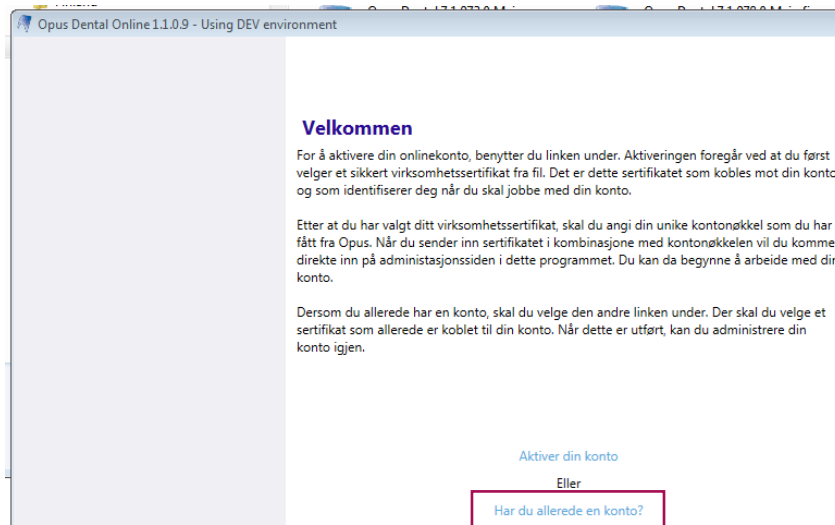 Opus Dental Online 1.1.0.9 - Using DEV environment
Velkommen
For å aktivere din onlinekonto, benytter du linken under. Aktiveringen foregår ved at du først
velger et sikkert virksomhetssertifikat fra fil. Det er dette sertifikatet som kobles mot din konto
og som identifiserer deg når du skal jobbe med din konto.
Etter at du har valgt ditt virksomhetssertifikat, skal du angi din unike kontonøkkel som du har
fått fra Opus. Når du sender inn sertifikatet i kombinasjone med kontonøkkelen vil du komme
direkte inn på administasjonssiden i dette programmet. Du kan da begynne å arbeide med din
konto.
Dersom du allerede har en konto, skal du velge den andre linken under. Der skal du velge et
sertifikat som allerede er koblet til din konto. Når dette er utført, kan du administrere din
konto igjen.
Aktiver din konto
Eller
Har du allerede en konto?